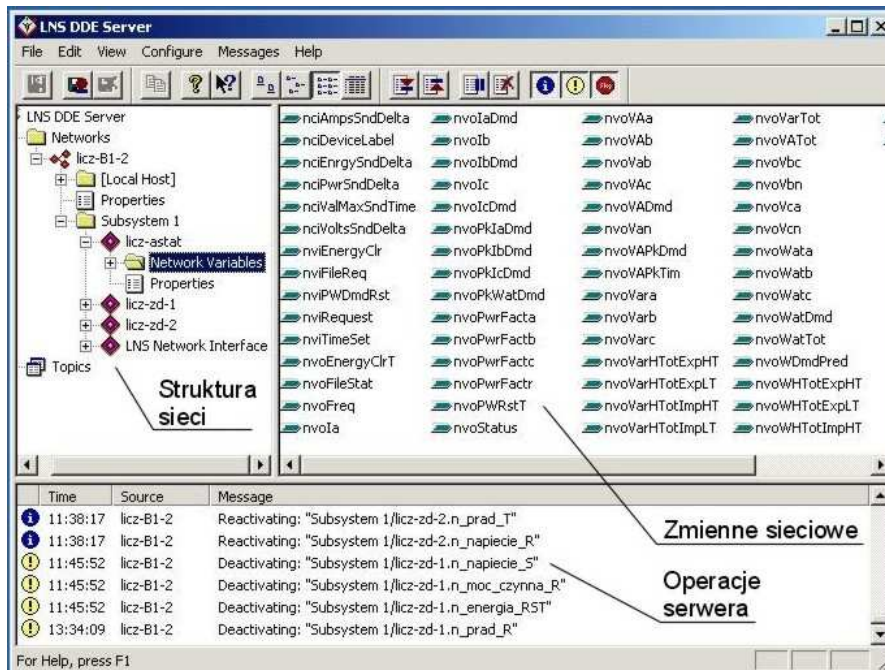 LNS DDE Server
File Edit View Configure Messages Help
LNS DDE Server
Networks
licz-B1-2
[Local Host]
Properties
Subsystem 1
licz-astat
Network Variables
Properties
licz-zd-1
licz-zd-2
LNS Network Interface
Topics
Struktura
sieci
nciAmpsSndDelta nvoIaDmd nvoVAa nvoVarTot
nciDeviceLabel nvoIb nvoVAb nvoVATot
nciEnrgySndDelta nvoIbDmd nvoVab nvoVbc
nciPwrSndDelta nvoIc nvoVAc nvoVbn
nciValMaxSndTime nvoIcDmd nvoVADmd nvoVca
nciVoltsSndDelta nvoPkIaDmd nvoVan nvoVcn
nviEnergyClr nvoPkIbDmd nvoVAPkDmd nvoWata
nviFileReq nvoPkIcDmd nvoVAPkTim nvoWatb
nviPWDmdRst nvoPkWatDmd nvoVara nvoWatc
nviRequest nvoPwrFacta nvoVarb nvoWatDmd
nviTimeSet nvoPwrFactb nvoVarc nvoWatTot
nvoEnergyClrT nvoPwrFactc nvoVarHTotExpHT nvoWDmdPred
nvoFileStat nvoPwrFactr nvoVarHTotExpLT nvoWHTotExpHT
nvoFreq nvoPWRstT nvoVarHTotImpHT nvoWHTotExpLT
nvoIa nvoStatus nvoVarHTotImpLT nvoWHTotImpHT
Zmienne sieciowe
Time Source Message
11:38:17 licz-B1-2 Reactivating: "Subsystem 1/licz-zd-2.n_prad_T"
11:38:17 licz-B1-2 Reactivating: "Subsystem 1/licz-zd-2.n_napiecie_R"
11:45:52 licz-B1-2 Deactivating: "Subsystem 1/licz-zd-1.n_napiecie_S"
11:45:52 licz-B1-2 Deactivating: "Subsystem 1/licz-zd-1.n_moc_czynna_R"
11:45:52 licz-B1-2 Deactivating: "Subsystem 1/licz-zd-1.n_energia_RST"
13:34:09 licz-B1-2 Deactivating: "Subsystem 1/licz-zd-1.n_prad_R"
Operacje
serwera
For Help, press F1